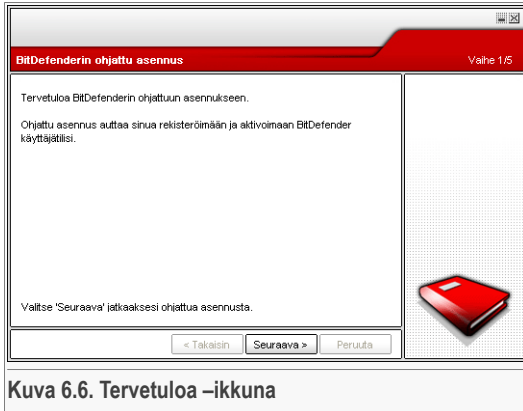 BitDefenderin ohjattu asennus
Vaihe 1/5
Tervetuloa BitDefenderin ohjattuun asennukseen.
Ohjattu asennus auttaa sinua rekisteröimään ja aktivoimaan BitDefender
käyttäjätilisi.
Valitse 'Seuraava' jatkaaksesi ohjattua asennusta.
< Takaisin
Seuraava >
Peruuta
Kuva 6.6. Tervetuloa –ikkuna